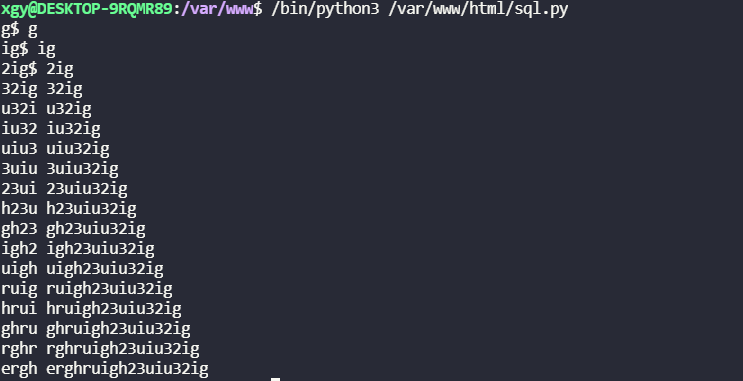 xgy@DESKTOP-9RQMR89:/var/www$ /bin/python3 /var/www/html/sql.py
g$ g
ig$ ig
2ig$ 2ig
32ig 32ig
u32i u32ig
iu32 iu32ig
uiu3 uiu32ig
3uiu 3uiu32ig
23ui 23uiu32ig
h23u h23uiu32ig
gh23 gh23uiu32ig
igh2 igh23uiu32ig
uigh uigh23uiu32ig
ruig ruigh23uiu32ig
hrui hruigh23uiu32ig
ghru ghruigh23uiu32ig
rghr rghruigh23uiu32ig
ergh erghruigh23uiu32ig